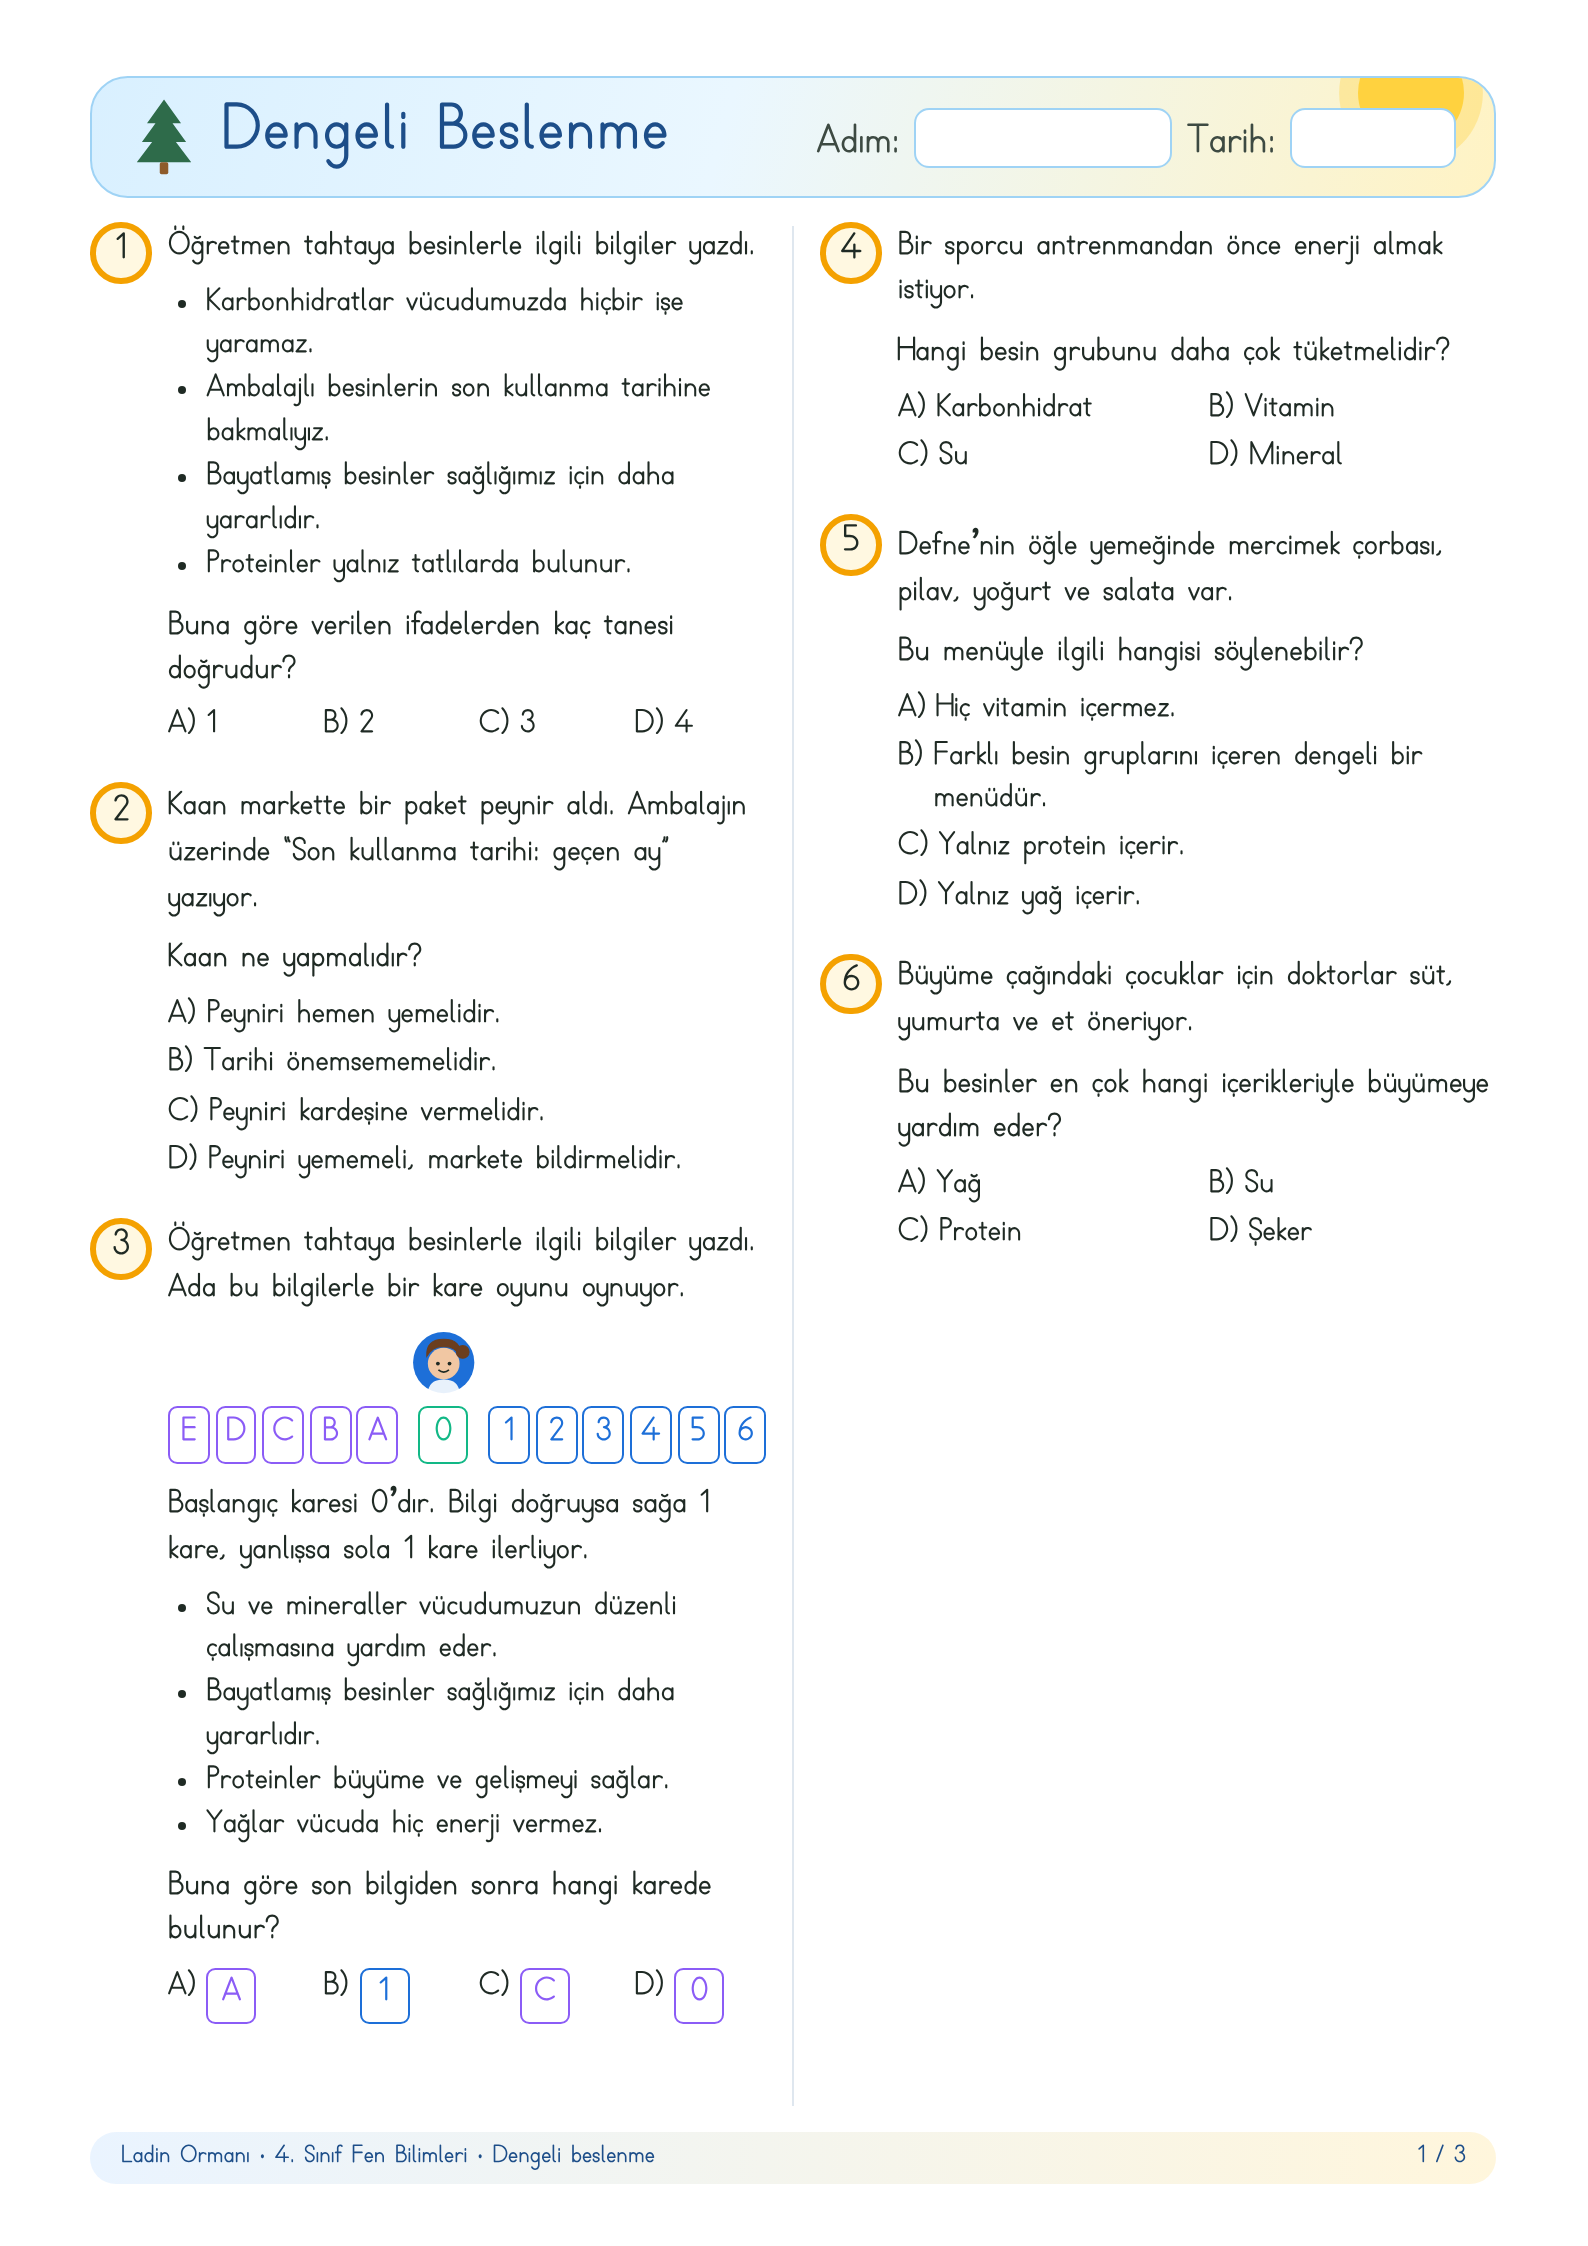 Dengeli Beslenme
Adım:
Tarih:
1
Öğretmen tahtaya besinlerle ilgili bilgiler yazdı.
• Karbonhidratlar vücudumuzda hiçbir işe
yaramaz.
• Ambalajlı besinlerin son kullanma tarihine
bakmalıyız.
• Bayatlamış besinler sağlığımız için daha
yararlıdır.
• Proteinler yalnız tatlılarda bulunur.
Buna göre verilen ifadelerden kaç tanesi
doğrudur?
A) 1 B) 2 C) 3 D) 4
2
Kaan markette bir paket peynir aldı. Ambalajın
üzerinde “Son kullanma tarihi: geçen ay”
yazıyor.
Kaan ne yapmalıdır?
A) Peyniri hemen yemelidir.
B) Tarihi önemsememelidir.
C) Peyniri kardeşine vermelidir.
D) Peyniri yememeli, markete bildirmelidir.
3
Öğretmen tahtaya besinlerle ilgili bilgiler yazdı.
Ada bu bilgilerle bir kare oyunu oynuyor.
E D C B A 0 1 2 3 4 5 6
Başlangıç karesi 0’dır. Bilgi doğruysa sağa 1
kare, yanlışsa sola 1 kare ilerliyor.
• Su ve mineraller vücudumuzun düzenli
çalışmasına yardım eder.
• Bayatlamış besinler sağlığımız için daha
yararlıdır.
• Proteinler büyüme ve gelişmeyi sağlar.
• Yağlar vücuda hiç enerji vermez.
Buna göre son bilgiden sonra hangi karede
bulunur?
A) A B) 1 C) C D) 0
4
Bir sporcu antrenmandan önce enerji almak
istiyor.
Hangi besin grubunu daha çok tüketmelidir?
A) Karbonhidrat B) Vitamin
C) Su D) Mineral
5
Defne’nin öğle yemeğinde mercimek çorbası,
pilav, yoğurt ve salata var.
Bu menüyle ilgili hangisi söylenebilir?
A) Hiç vitamin içermez.
B) Farklı besin gruplarını içeren dengeli bir
menüdür.
C) Yalnız protein içerir.
D) Yalnız yağ içerir.
6
Büyüme çağındaki çocuklar için doktorlar süt,
yumurta ve et öneriyor.
Bu besinler en çok hangi içerikleriyle büyümeye
yardım eder?
A) Yağ B) Su
C) Protein D) Şeker
Ladin Ormanı • 4. Sınıf Fen Bilimleri • Dengeli beslenme
1 / 3